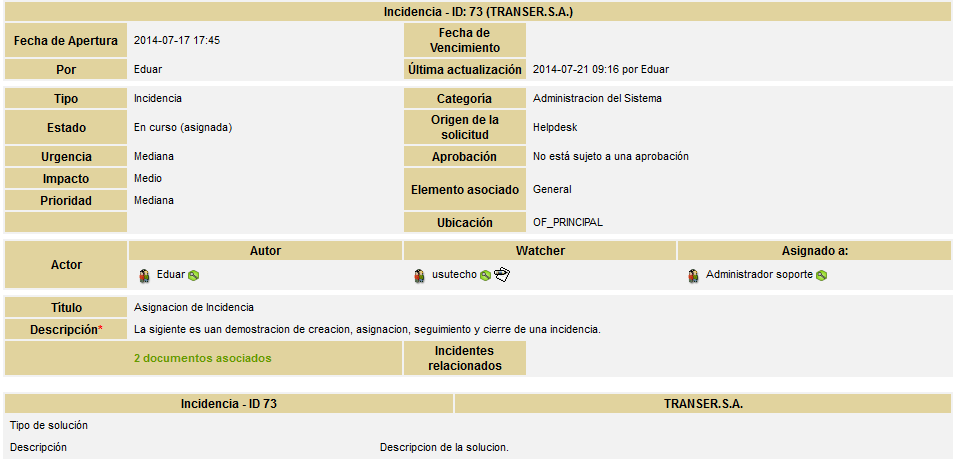 Incidencia - ID: 73 (TRANSER.S.A.)
Fecha de Apertura 2014-07-17 17:45 Fecha de
Vencimiento
Por Eduar Última actualización 2014-07-21 09:16 por Eduar
Tipo Incidencia Categoría Administracion del Sistema
Estado En curso (asignada) Origen de la
solicitud Helpdesk
Urgencia Mediana Aprobación No está sujeto a una aprobación
Impacto Medio Elemento asociado General
Prioridad Mediana
Ubicación OF_PRINCIPAL
Actor Autor Watcher Asignado a:
Eduar usutecho Administrador soporte
Título Asignacion de Incidencia
Descripción* La sigiente es uan demostracion de creacion, asignacion, seguimiento y cierre de una incidencia.
2 documentos asociados Incidentes
relacionados
Incidencia - ID 73 TRANSER.S.A.
Tipo de solución
Descripción Descripcion de la solucion.